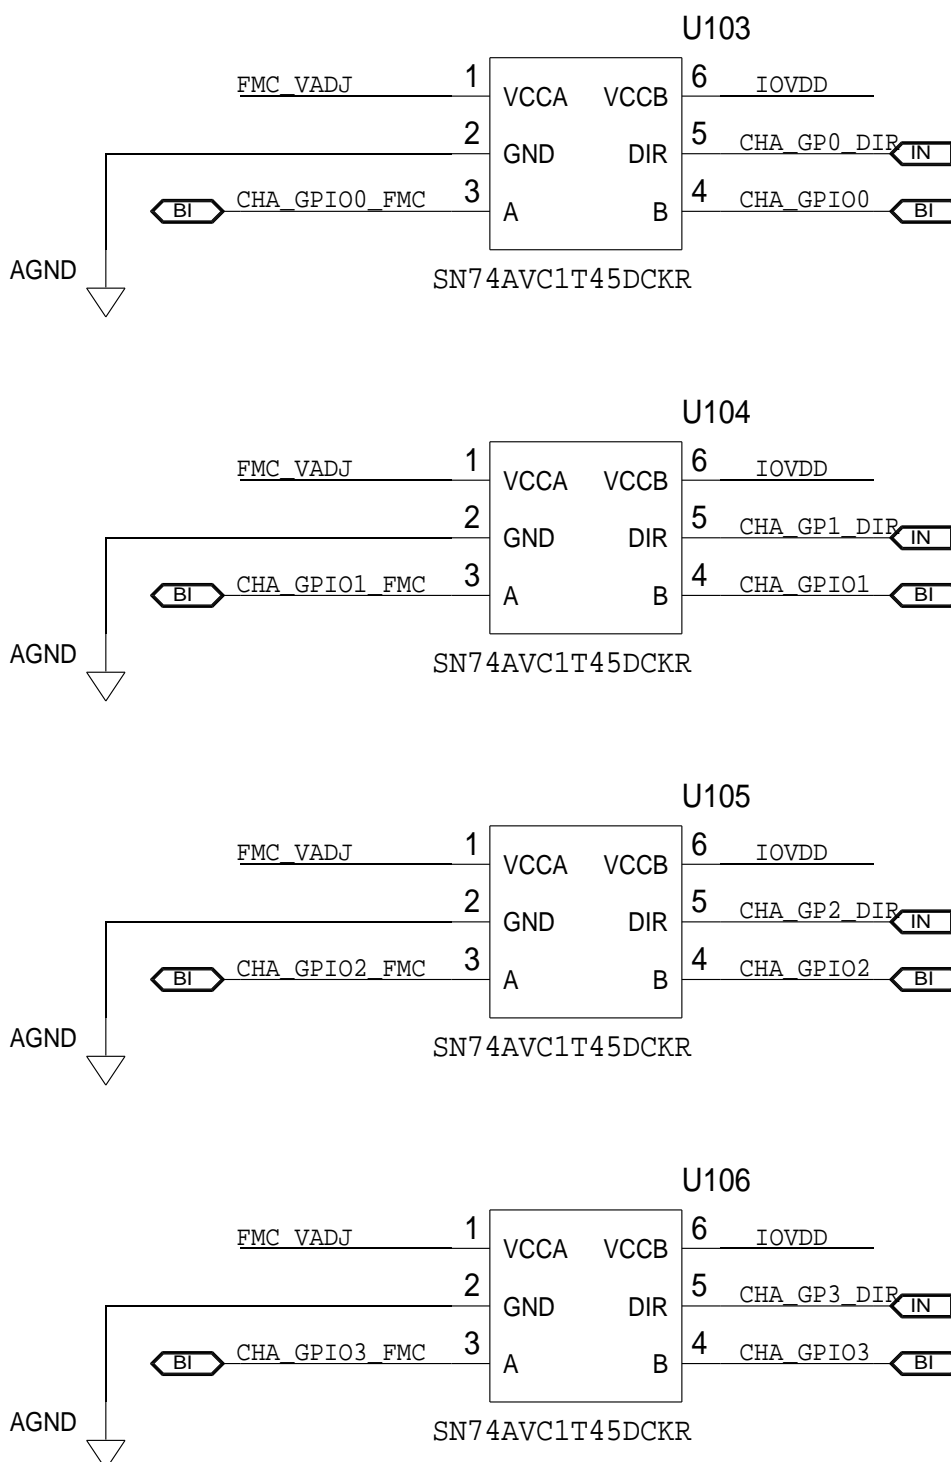 U103
FMC_VADJ 1 VCCA VCCB 6 IOVDD
2 GND DIR 5 CHA_GP0_DIR IN
BI CHA_GPIO0_FMC 3 A B 4 CHA_GPIO0 BI
AGND
SN74AVC1T45DCKR
U104
FMC_VADJ 1 VCCA VCCB 6 IOVDD
2 GND DIR 5 CHA_GP1_DIR IN
BI CHA_GPIO1_FMC 3 A B 4 CHA_GPIO1 BI
AGND
SN74AVC1T45DCKR
U105
FMC_VADJ 1 VCCA VCCB 6 IOVDD
2 GND DIR 5 CHA_GP2_DIR IN
BI CHA_GPIO2_FMC 3 A B 4 CHA_GPIO2 BI
AGND
SN74AVC1T45DCKR
U106
FMC_VADJ 1 VCCA VCCB 6 IOVDD
2 GND DIR 5 CHA_GP3_DIR IN
BI CHA_GPIO3_FMC 3 A B 4 CHA_GPIO3 BI
AGND
SN74AVC1T45DCKR